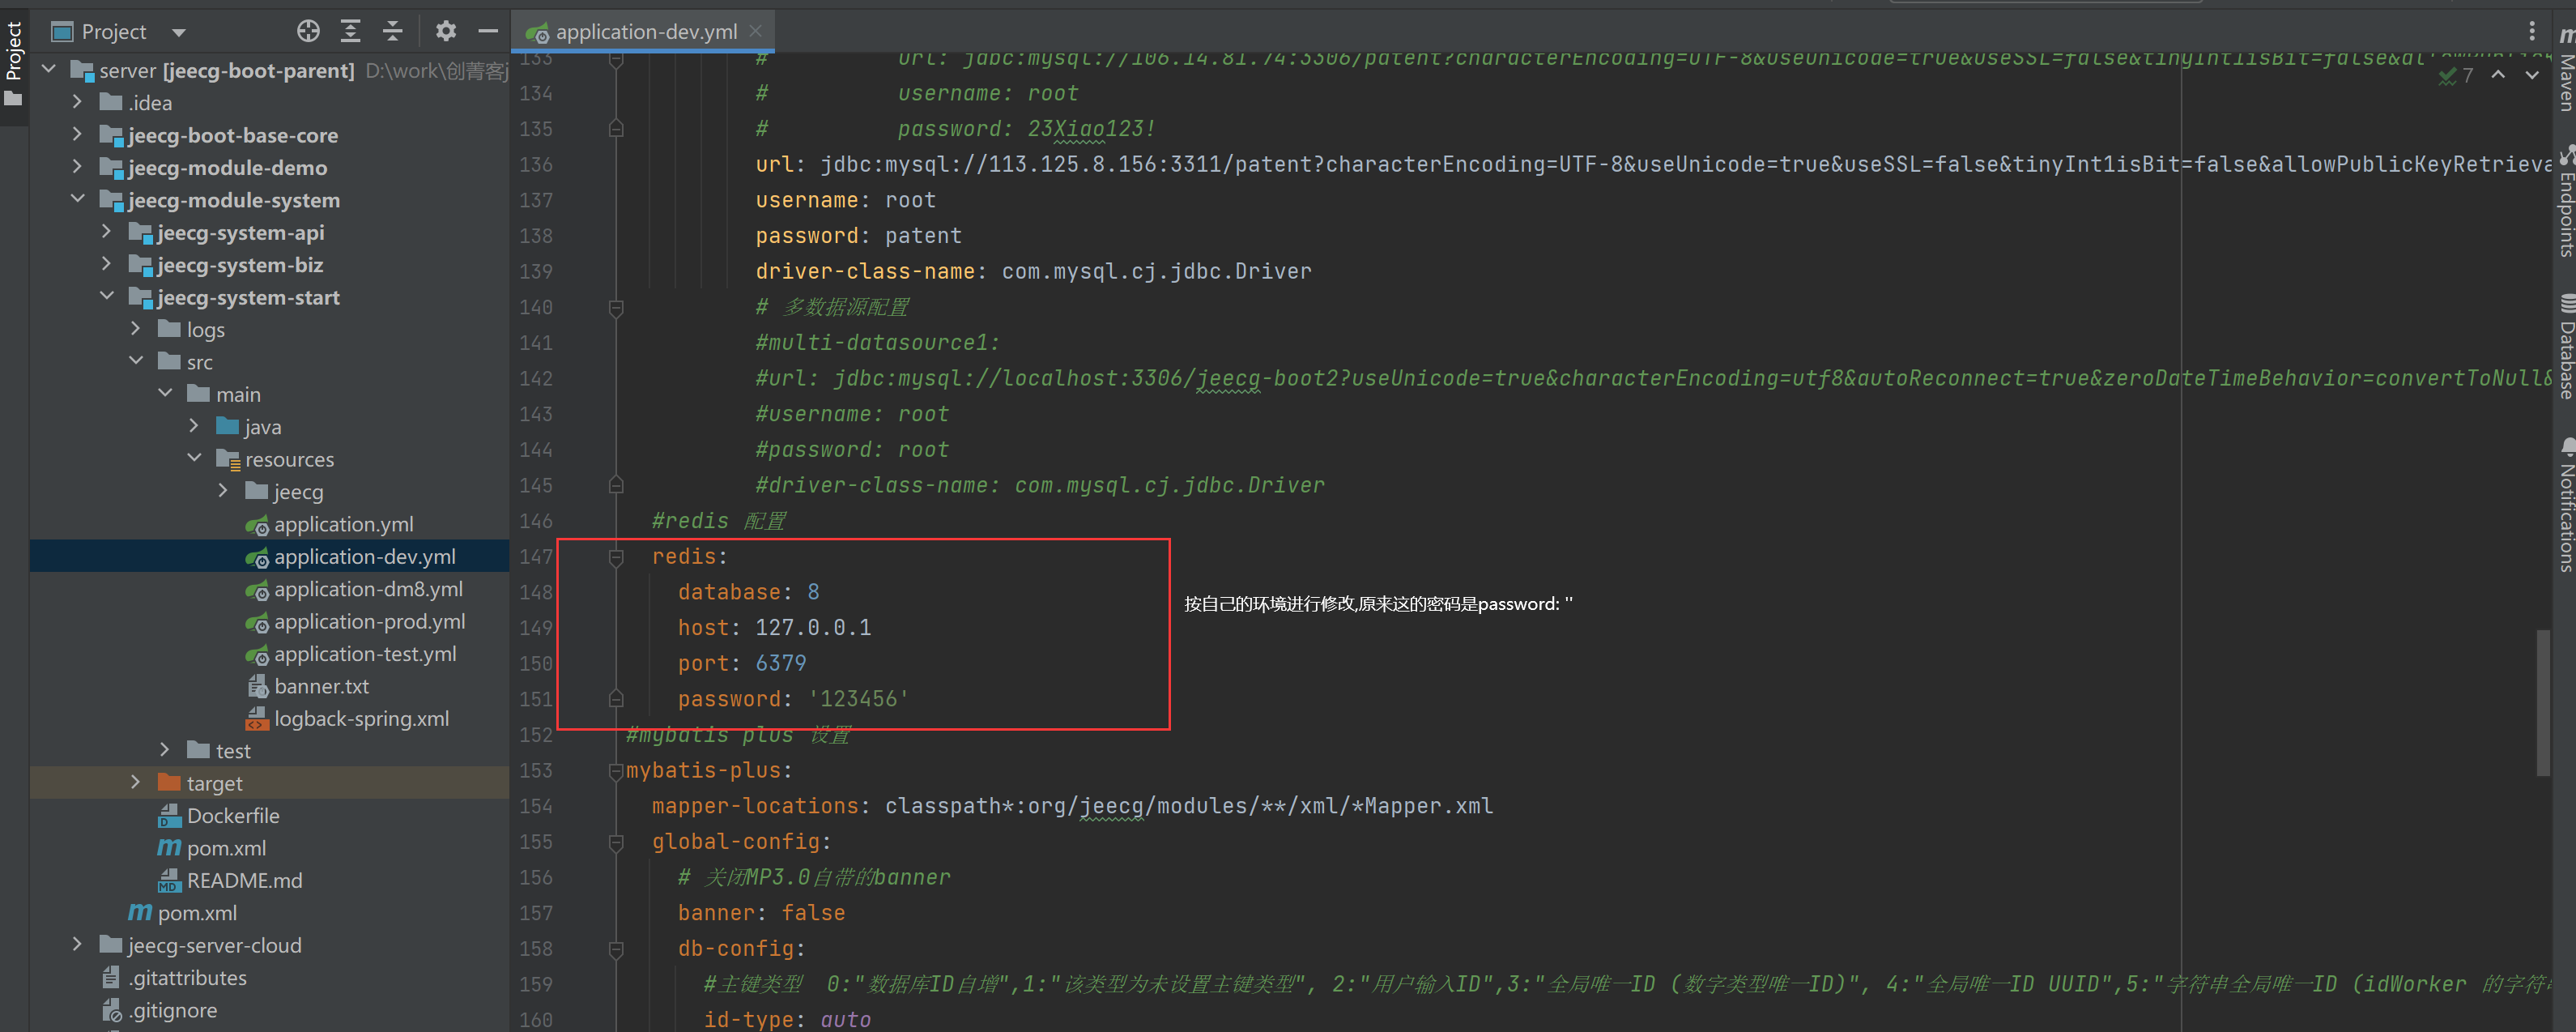 Project
application-dev.yml
server [jeecg-boot-parent] D:\work\创菁客j
.idea
jeecg-boot-base-core
jeecg-module-demo
jeecg-module-system
jeecg-system-api
jeecg-system-biz
jeecg-system-start
logs
src
main
java
resources
jeecg
application.yml
application-dev.yml
application-dm8.yml
application-prod.yml
application-test.yml
banner.txt
logback-spring.xml
test
target
Dockerfile
pom.xml
README.md
pom.xml
jeecg-server-cloud
.gitattributes
.gitignore
133 # url: jdbc:mysql://106.14.81.74:3306/patent?characterEncoding=UTF-8&useUnicode=true&useSSL=false&tinyInt1isBit=false&
134 # username: root
135 # password: 23Xiao123!
136 url: jdbc:mysql://113.125.8.156:3311/patent?characterEncoding=UTF-8&useUnicode=true&useSSL=false&tinyInt1isBit=false&allowPublicKeyRetrieva
137 username: root
138 password: patent
139 driver-class-name: com.mysql.cj.jdbc.Driver
140 # 多数据源配置
141 #multi-datasource1:
142 #url: jdbc:mysql://localhost:3306/jeecg-boot2?useUnicode=true&characterEncoding=utf8&autoReconnect=true&zeroDateTimeBehavior=convertToNull&
143 #username: root
144 #password: root
145 #driver-class-name: com.mysql.cj.jdbc.Driver
146 #redis 配置
147 redis:
148 database: 8
149 host: 127.0.0.1
150 port: 6379
151 password: '123456'
152 #mybatis plus 设置
153 mybatis-plus:
154 mapper-locations: classpath*:org/jeecg/modules/**/xml/*Mapper.xml
155 global-config:
156 # 关闭MP3.0自带的banner
157 banner: false
158 db-config:
159 #主键类型 0:"数据库ID自增",1:"该类型为未设置主键类型", 2:"用户输入ID",3:"全局唯一ID (数字类型唯一ID)", 4:"全局唯一ID UUID",5:"字符串全局唯一ID (idWorker 的字符串
160 id-type: auto
按自己的环境进行修改,原来这的密码是password: ''
7
Project
Maven
Endpoints
Database
Notifications